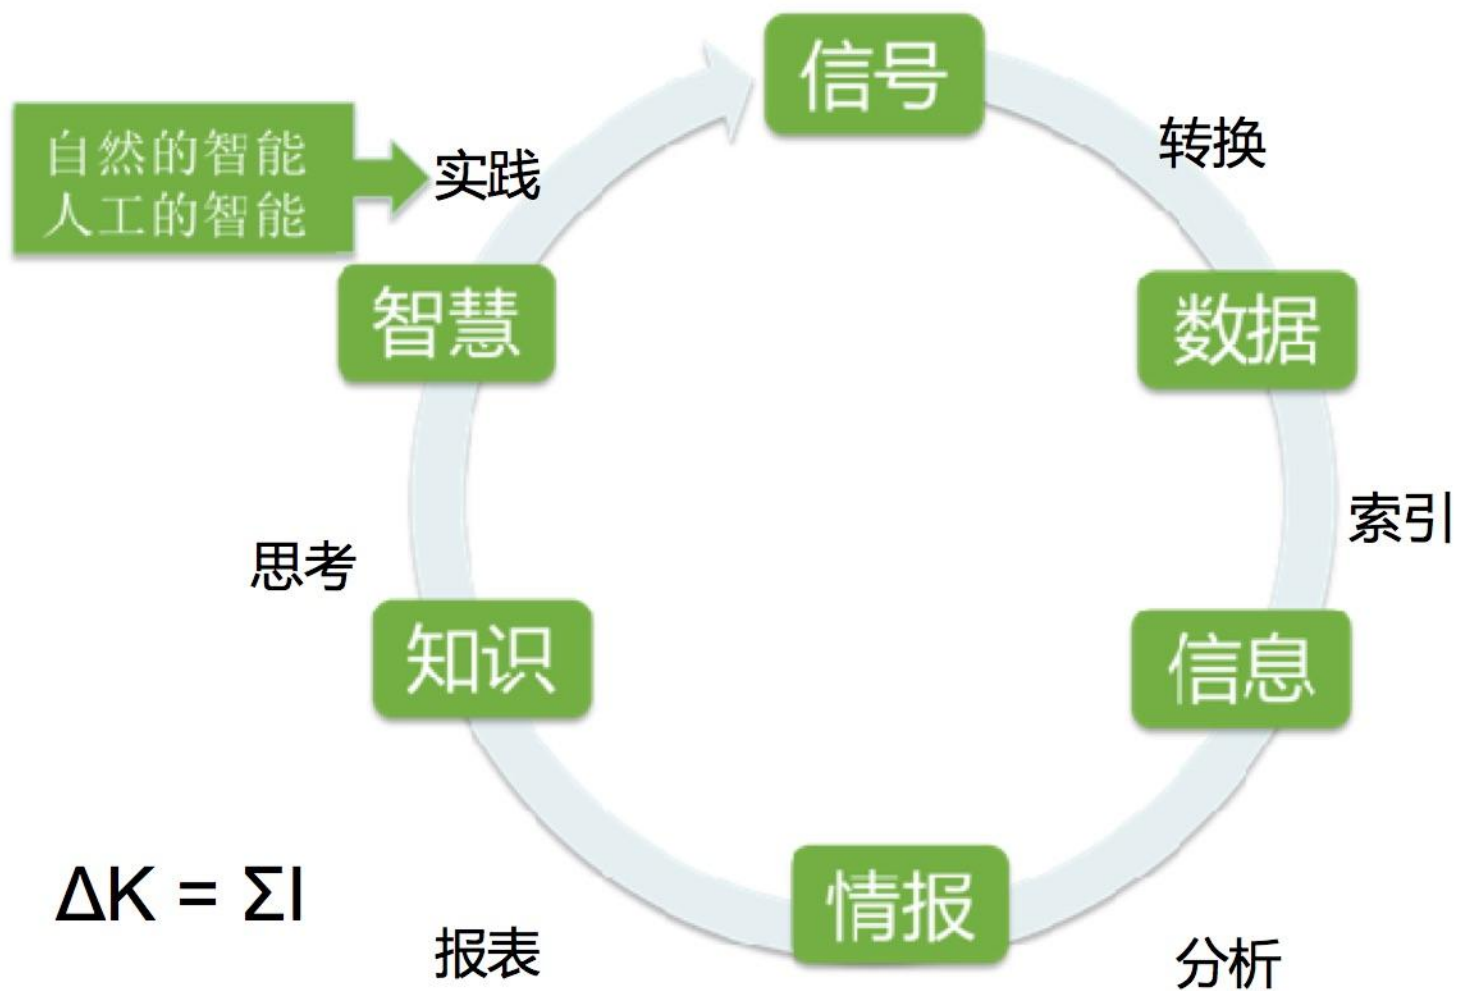 信号
转换
自然的智能
人工的智能
实践
智慧
数据
索引
思考
知识
信息
ΔK = ΣI
情报
报表
分析